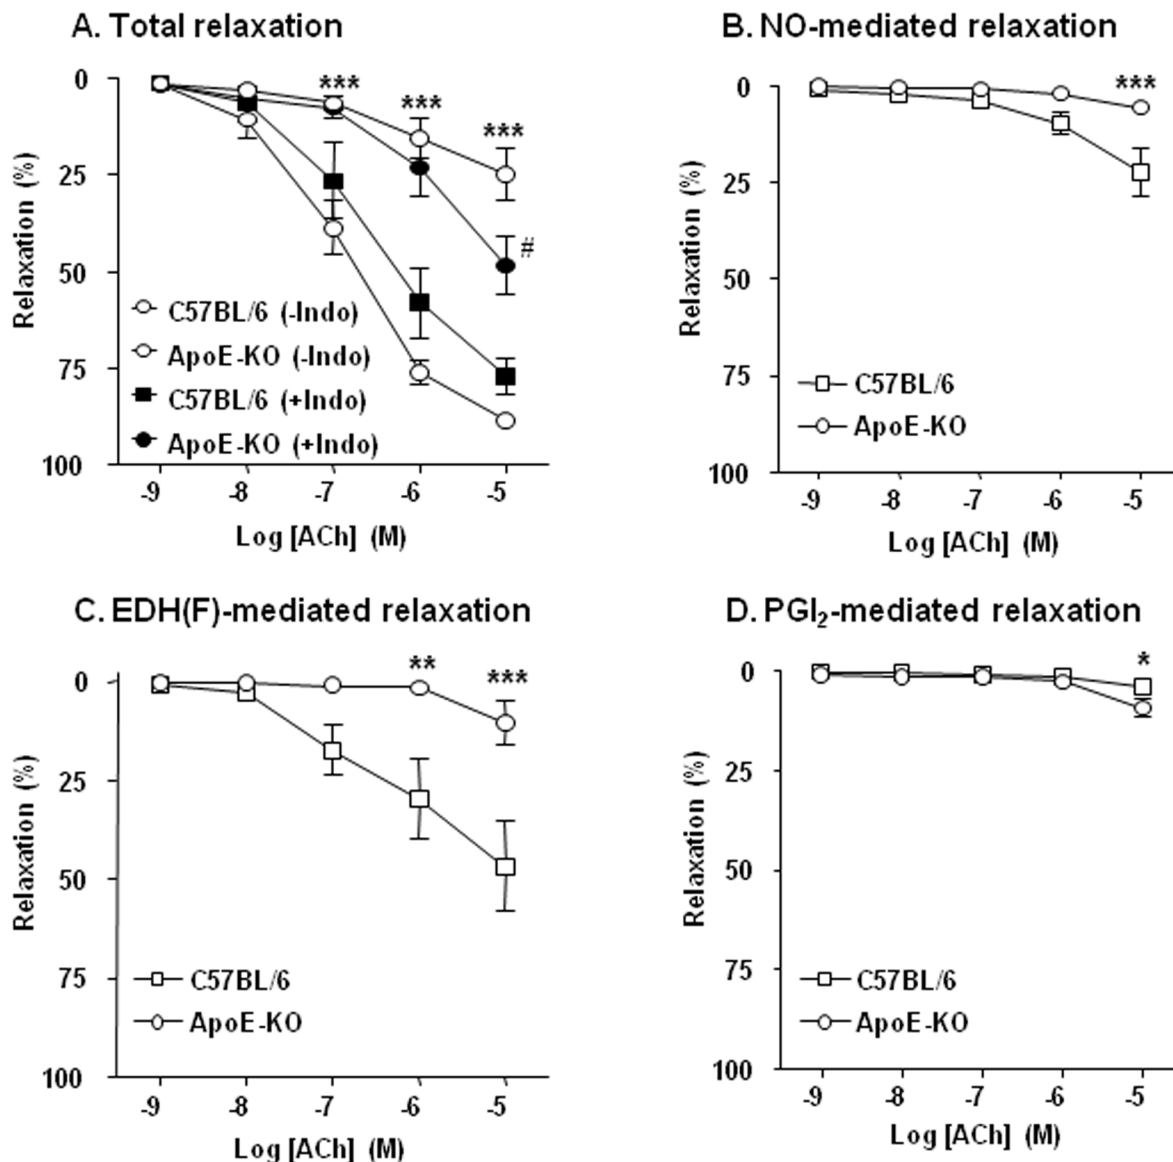 A. Total relaxation
0
25
50
75
100
Relaxation (%)
***
***
***
#
C57BL/6 (-Indo)
ApoE-KO (-Indo)
C57BL/6 (+Indo)
ApoE-KO (+Indo)
-9 -8 -7 -6 -5
Log [ACh] (M)
B. NO-mediated relaxation
0
25
50
75
100
Relaxation (%)
***
C57BL/6
ApoE-KO
-9 -8 -7 -6 -5
Log [ACh] (M)
C. EDH(F)-mediated relaxation
0
25
50
75
100
Relaxation (%)
**
***
C57BL/6
ApoE-KO
-9 -8 -7 -6 -5
Log [ACh] (M)
D. PGI₂-mediated relaxation
0
25
50
75
100
Relaxation (%)
*
C57BL/6
ApoE-KO
-9 -8 -7 -6 -5
Log [ACh] (M)